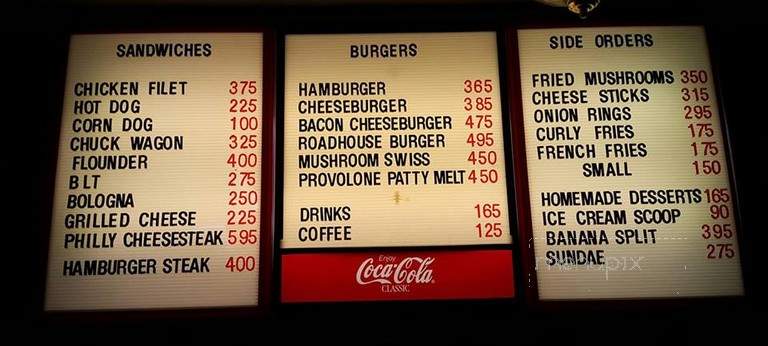 SANDWICHES
CHICKEN FILET 375
HOT DOG 225
CORN DOG 100
CHUCK WAGON 325
FLOUNDER 400
BLT 275
BOLOGNA 250
GRILLED CHEESE 225
PHILLY CHEESESTEAK 595
HAMBURGER STEAK 400
BURGERS
HAMBURGER 365
CHEESEBURGER 385
BACON CHEESEBURGER 475
ROADHOUSE BURGER 495
MUSHROOM SWISS 450
PROVOLONE PATTY MELT 450
DRINKS 165
COFFEE 125
Enjoy
Coca-Cola
CLASSIC
SIDE ORDERS
FRIED MUSHROOMS 350
CHEESE STICKS 315
ONION RINGS 295
CURLY FRIES 175
FRENCH FRIES 175
SMALL 150
HOMEMADE DESSERTS 165
ICE CREAM SCOOP 90
BANANA SPLIT 395
SUNDAE 275
menupix